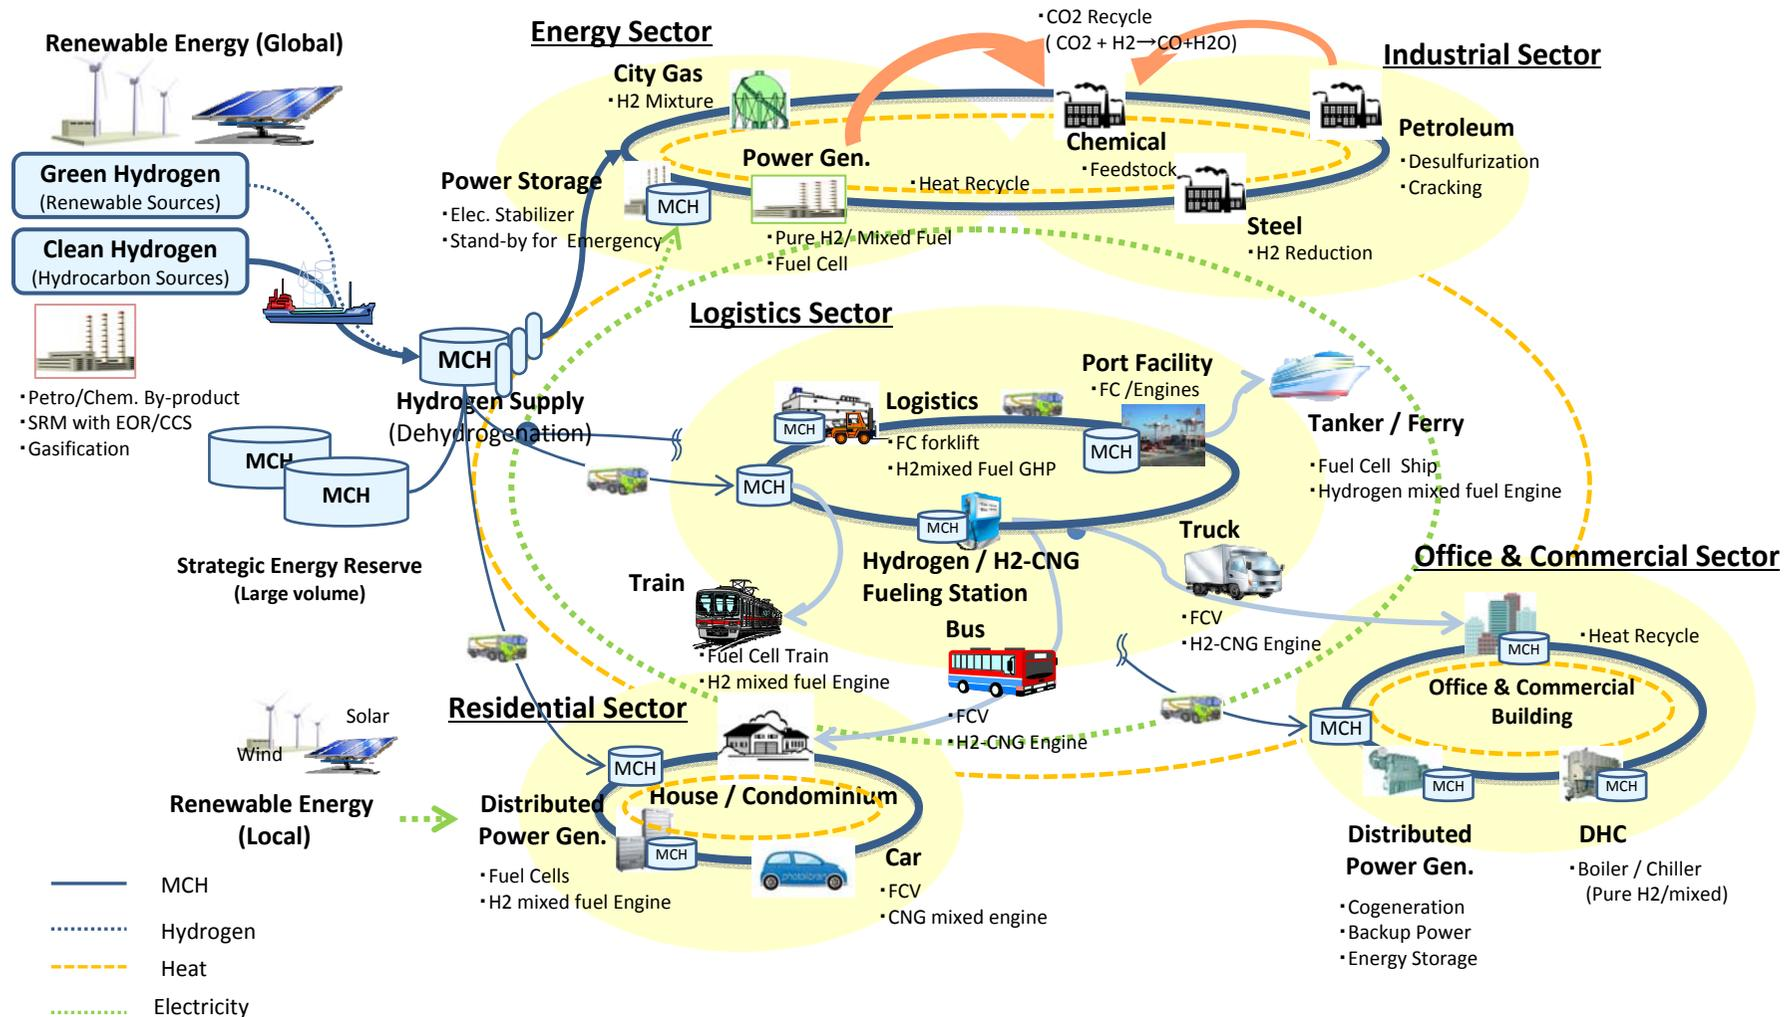 Renewable Energy (Global)
Green Hydrogen
(Renewable Sources)
Clean Hydrogen
(Hydrocarbon Sources)
・Petro/Chem. By-product
・SRM with EOR/CCS
・Gasification
MCH
Hydrogen Supply
(Dehydrogenation)
MCH
MCH
Strategic Energy Reserve
(Large volume)
Energy Sector
City Gas
・H2 Mixture
Power Storage
・Elec. Stabilizer
・Stand-by for Emergency
MCH
Power Gen.
・Pure H2/ Mixed Fuel
・Fuel Cell
・Heat Recycle
・CO2 Recycle
( CO2 + H2→CO+H2O)
Industrial Sector
Chemical
・Feedstock
Petroleum
・Desulfurization
・Cracking
Steel
・H2 Reduction
Logistics Sector
MCH
Logistics
・FC forklift
・H2mixed Fuel GHP
MCH
Port Facility
・FC /Engines
MCH
Tanker / Ferry
・Fuel Cell Ship
・Hydrogen mixed fuel Engine
MCH
Hydrogen / H2-CNG
Fueling Station
Train
・Fuel Cell Train
・H2 mixed fuel Engine
Bus
・FCV
・H2-CNG Engine
Truck
・FCV
・H2-CNG Engine
Office & Commercial Sector
・Heat Recycle
MCH
Office & Commercial
Building
MCH
MCH
MCH
Distributed
Power Gen.
・Cogeneration
・Backup Power
・Energy Storage
DHC
・Boiler / Chiller
(Pure H2/mixed)
Residential Sector
MCH
House / Condominium
Distributed
Power Gen.
・Fuel Cells
・H2 mixed fuel Engine
MCH
photolibrary
Car
・FCV
・CNG mixed engine
Solar
Wind
Renewable Energy
(Local)
MCH
Hydrogen
Heat
Electricity